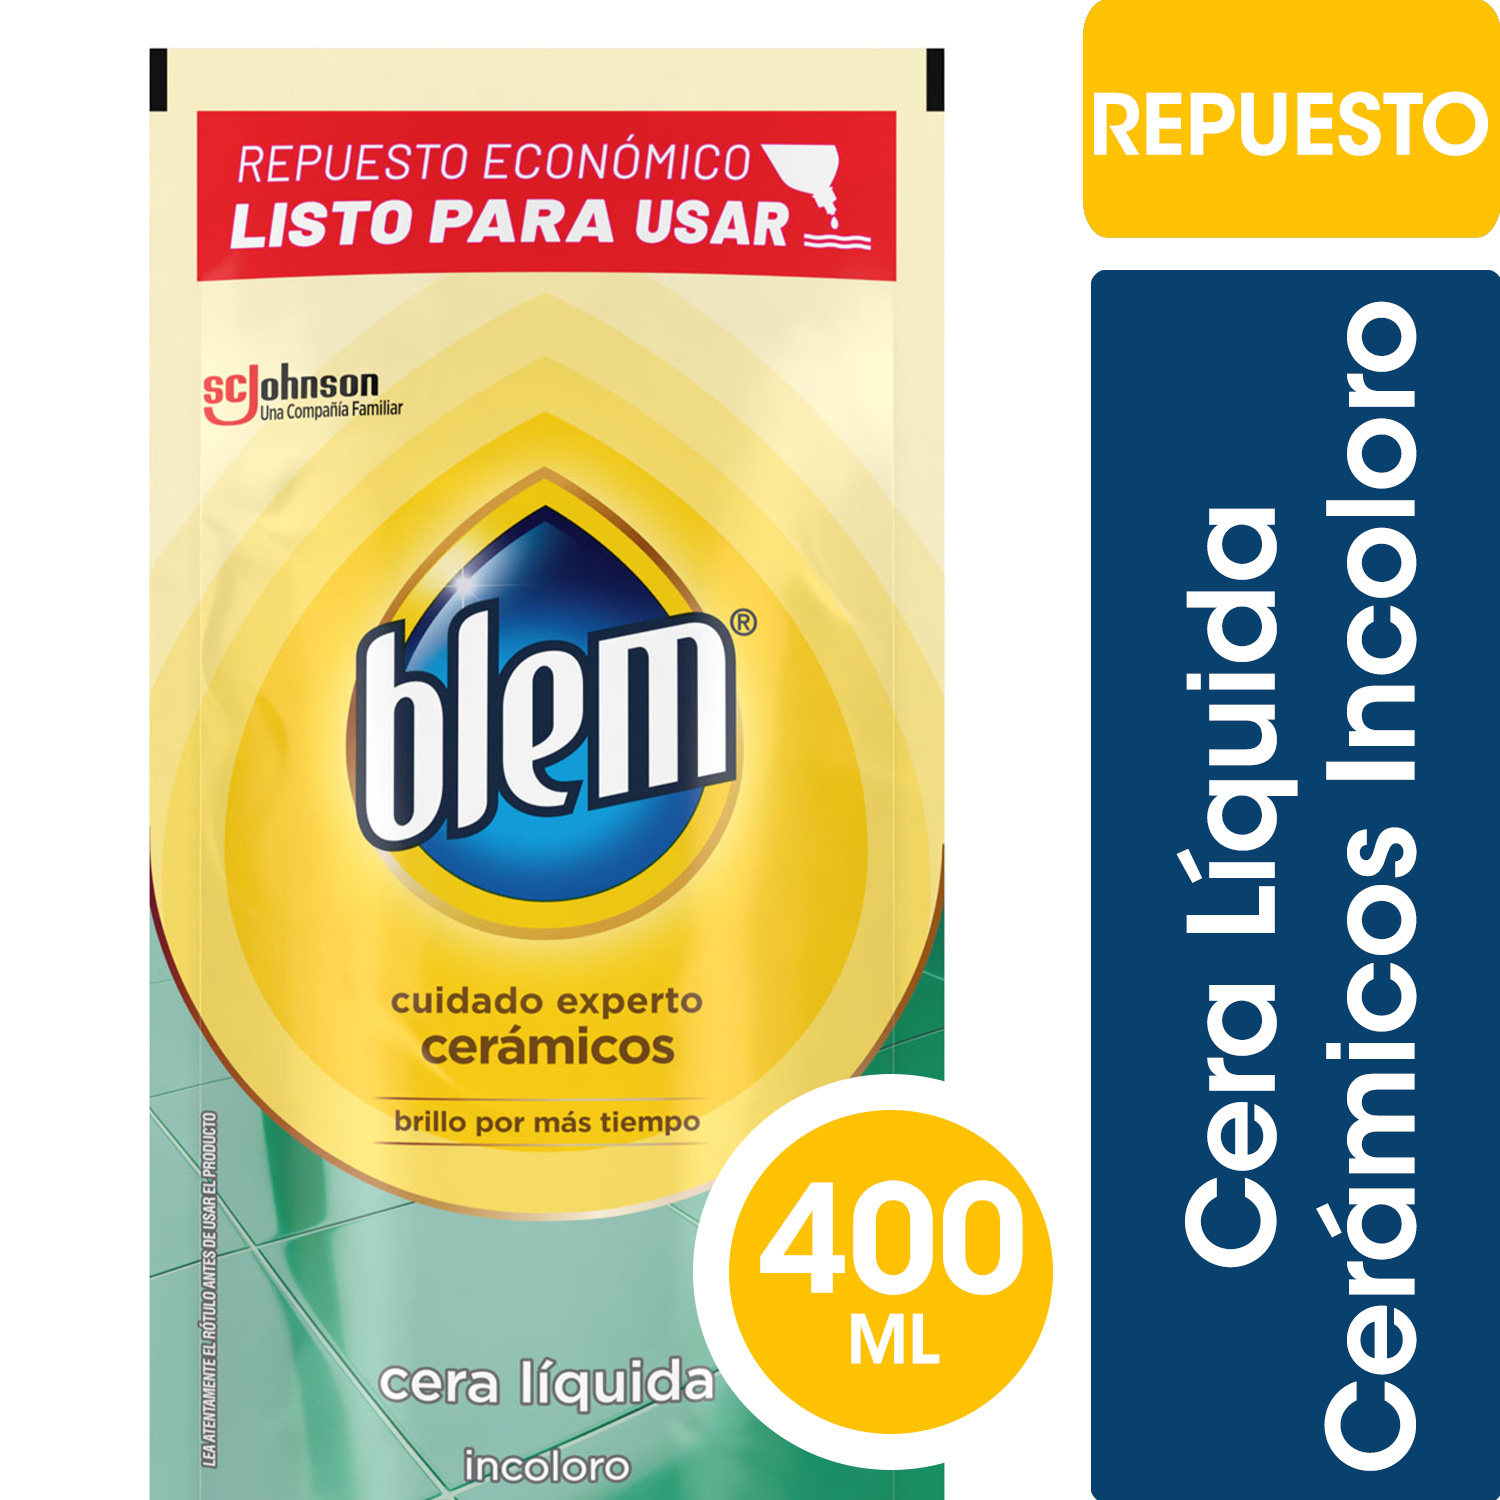 REPUESTO ECONÓMICO
LISTO PARA USAR
SCJohnson
Una Compañía Familiar
blem®
cuidado experto
cerámicos
brillo por más tiempo
LEA ATENTAMENTE EL RÓTULO ANTES DE USAR EL PRODUCTO
cera líquida
incoloro
400
ML
REPUESTO
Cera Líquida
Cerámicos Incoloro